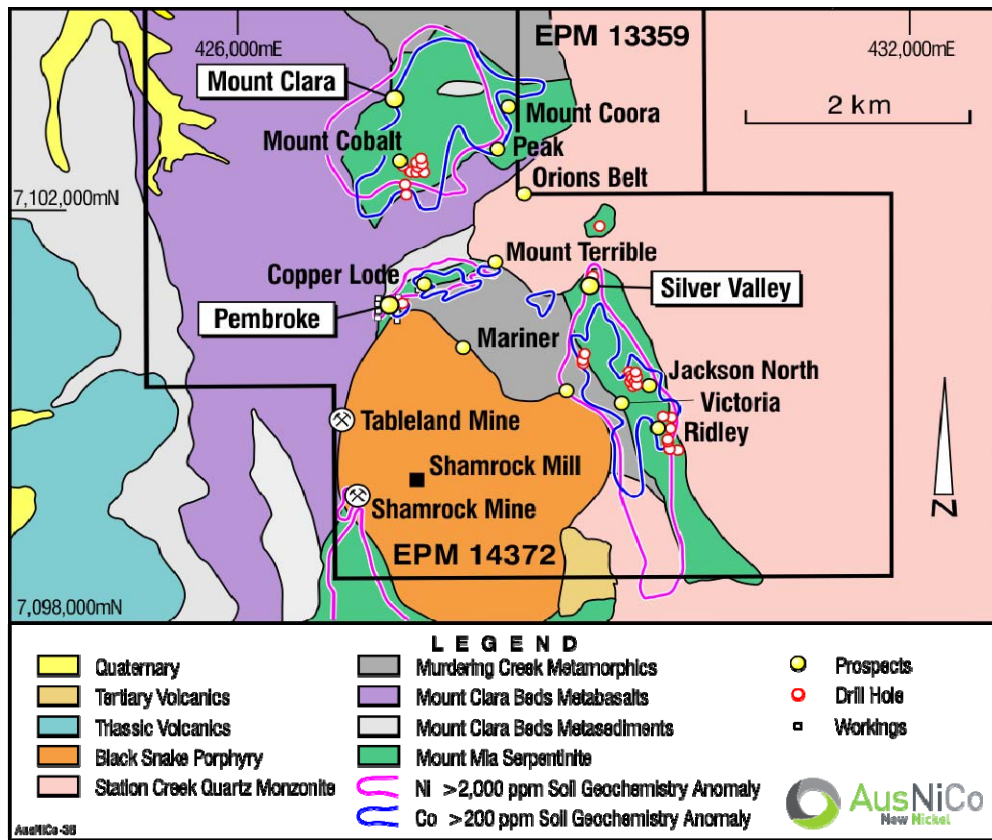 EPM 13359
426,000mE
432,000mE
Mount Clara
2 km
Mount Coora
Mount Cobalt
Peak
Orions Belt
7,102,000mN
Mount Terrible
Copper Lode
Silver Valley
Pembroke
Mariner
Jackson North
Victoria
Tableland Mine
Ridley
Shamrock Mill
Shamrock Mine
N
EPM 14372
7,098,000mN
LEGEND
Quaternary
Tertiary Volcanics
Triassic Volcanics
Black Snake Porphyry
Station Creek Quartz Monzonite
Murdering Creek Metamorphics
Mount Clara Beds Metabasalts
Mount Clara Beds Metasediments
Mount Mia Serpentinite
Ni >2,000 ppm Soil Geochemistry Anomaly
Co >200 ppm Soil Geochemistry Anomaly
Prospects
Drill Hole
Workings
AusNiCo
New Nickel
AusNiCo -36